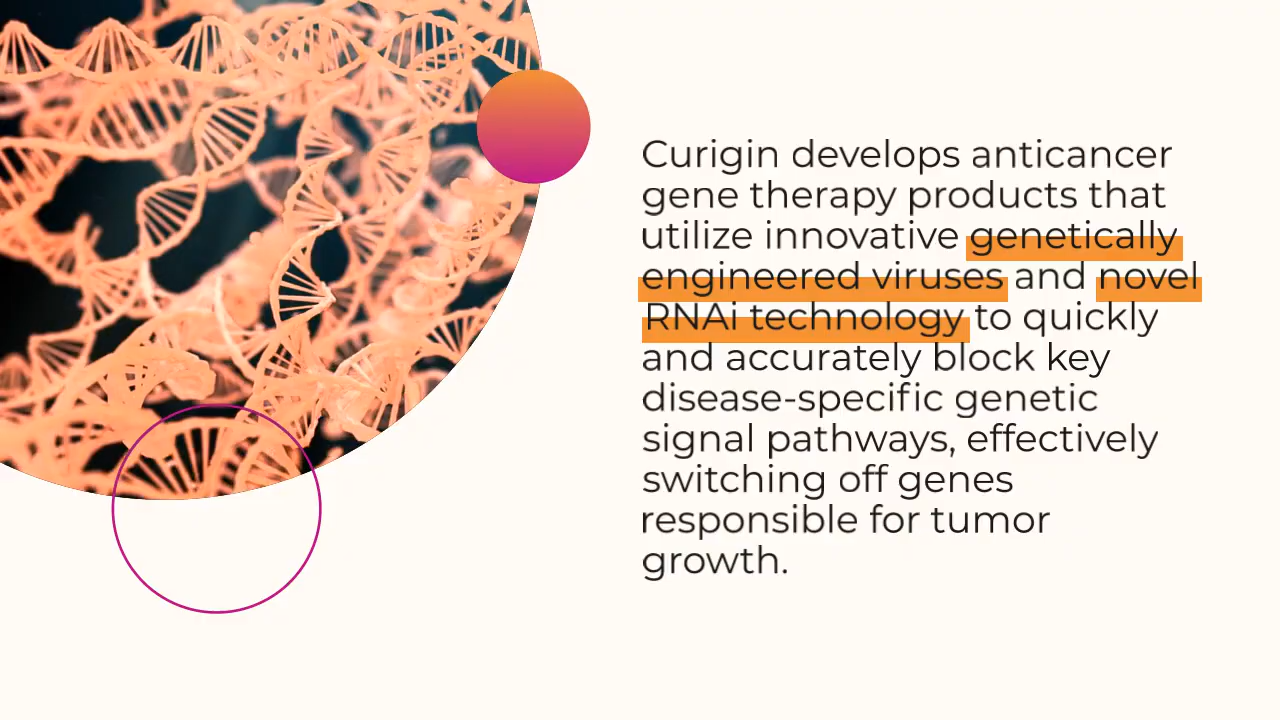 Curigin develops anticancer
gene therapy products that
utilize innovative genetically
engineered viruses and novel
RNAi technology to quickly
and accurately block key
disease-specific genetic
signal pathways, effectively
switching off genes
responsible for tumor
growth.